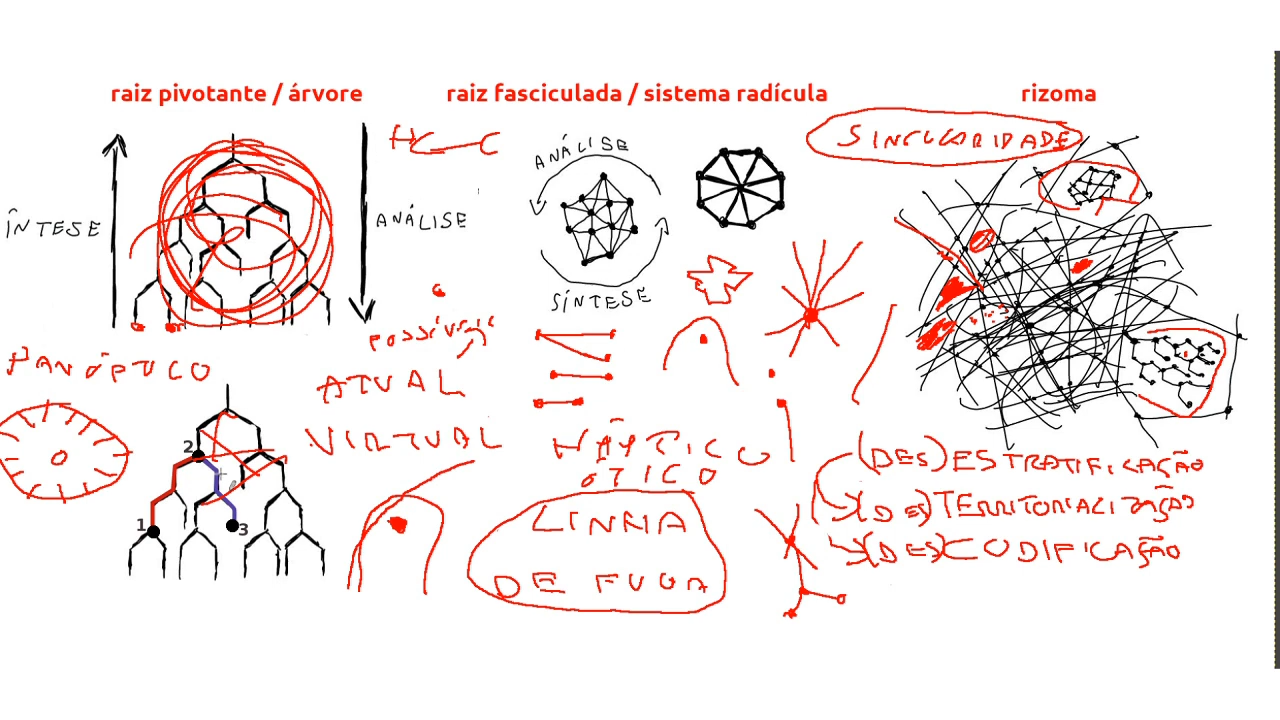 raiz pivotante / árvore
raiz fasciculada / sistema radícula
rizoma
SINGULARIDADE
ANÁLISE
ÍNTESE
ANÁLISE
SÍNTESE
PANÓPTICO
ATUAL
VIRTUAL
HÁPTICO
ÓTICO
LINHA
DE FUGA
(DES)ESTRATIFICAÇÃO
(DES)TERRITORIALIZAÇÃO
(DES)CODIFICAÇÃO
2
1
3